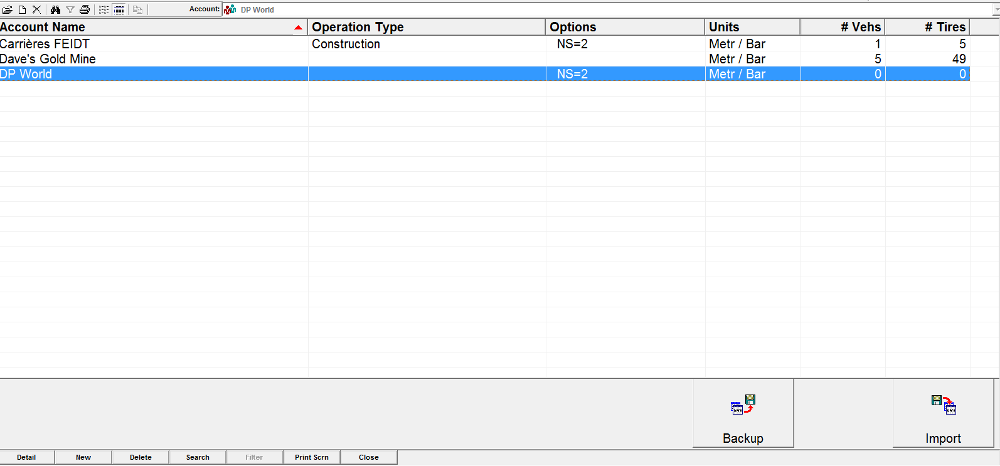 Account: DP World
Account Name Operation Type Options Units # Vehs # Tires
Carrières FEIDT Construction NS=2 Metr / Bar 1 5
Dave's Gold Mine Metr / Bar 5 49
DP World NS=2 Metr / Bar 0 0
Backup Import
Detail New Delete Search Filter Print Scrn Close